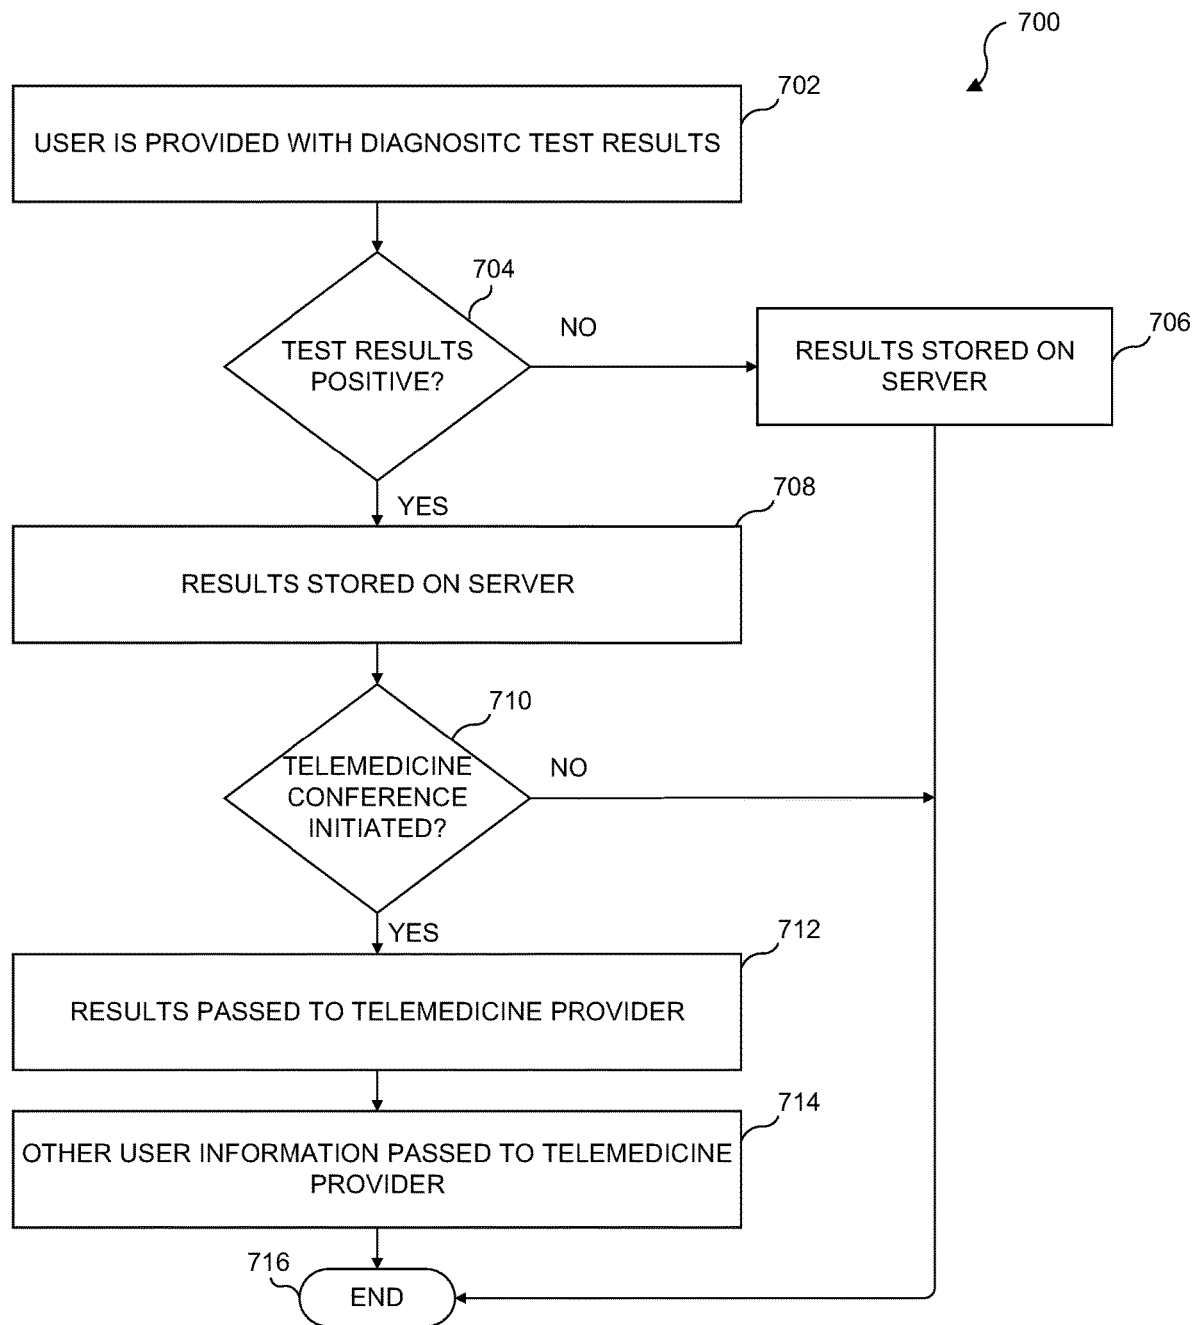 700
702
USER IS PROVIDED WITH DIAGNOSITC TEST RESULTS
704
TEST RESULTS
POSITIVE?
NO
706
RESULTS STORED ON
SERVER
YES
708
RESULTS STORED ON SERVER
710
TELEMEDICINE
CONFERENCE
INITIATED?
NO
YES
712
RESULTS PASSED TO TELEMEDICINE PROVIDER
714
OTHER USER INFORMATION PASSED TO TELEMEDICINE
PROVIDER
716
END